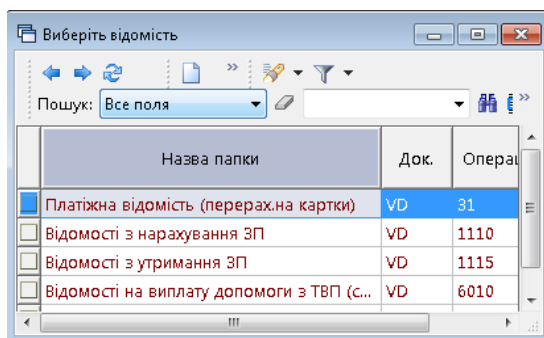 Виберіть відомість
Пошук: Все поля
Назва папки Док. Операц
Платіжна відомість (перерах.на картки) VD 31
Відомості з нарахування ЗП VD 1110
Відомості з утримання ЗП VD 1115
Відомості на виплату допомоги з ТВП (с... VD 6010